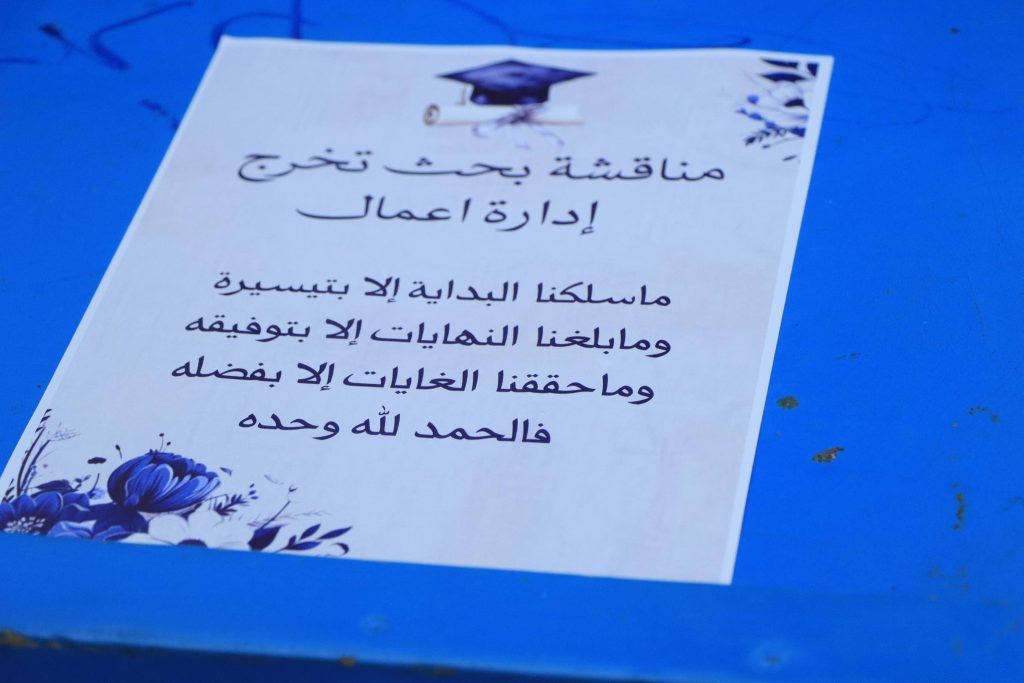 مناقشة بحث تخرج
إدارة اعمال
ماسلكنا البداية إلا بتيسيرة
ومابلغنا النهايات إلا بتوفيقه
وماحققنا الغايات إلا بفضله
فالحمد لله وحده